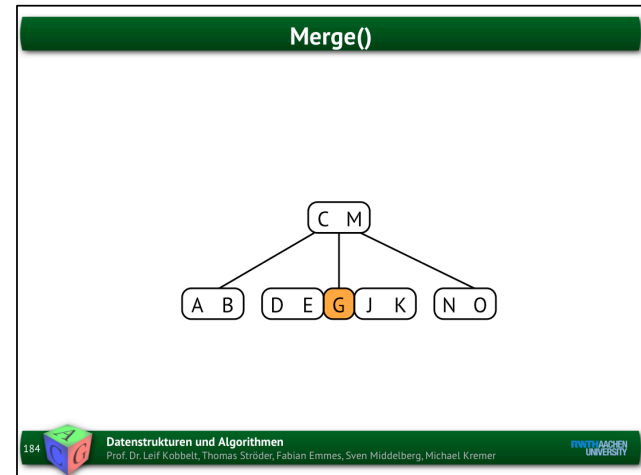 Merge()
C M
A B D E G J K N O
184
A C G
Datenstrukturen und Algorithmen
Prof. Dr. Leif Kobbelt, Thomas Ströder, Fabian Emmes, Sven Middelberg, Michael Kremer
RWTHAACHEN
UNIVERSITY